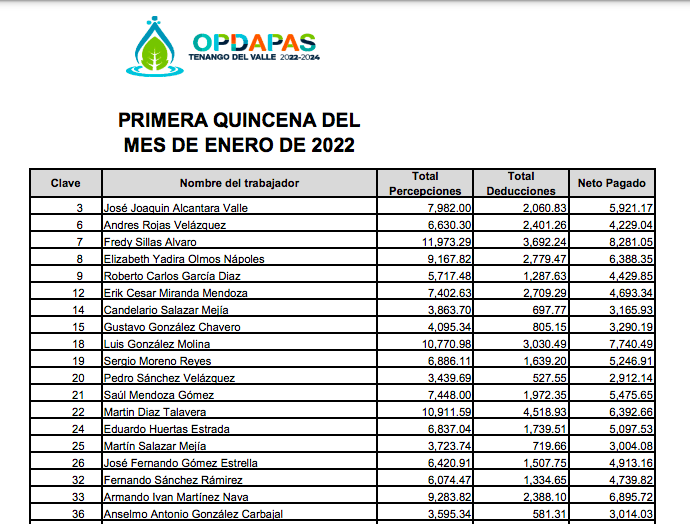 OPDAPAS
TENANGO DEL VALLE 2022-2024
PRIMERA QUINCENA DEL
MES DE ENERO DE 2022
Clave Nombre del trabajador Total Percepciones Total Deducciones Neto Pagado
3 José Joaquin Alcantara Valle 7,982.00 2,060.83 5,921.17
6 Andres Rojas Velázquez 6,630.30 2,401.26 4,229.04
7 Fredy Sillas Alvaro 11,973.29 3,692.24 8,281.05
8 Elizabeth Yadira Olmos Nápoles 9,167.82 2,779.47 6,388.35
9 Roberto Carlos García Diaz 5,717.48 1,287.63 4,429.85
12 Erik Cesar Miranda Mendoza 7,402.63 2,709.29 4,693.34
14 Candelario Salazar Mejía 3,863.70 697.77 3,165.93
15 Gustavo González Chavero 4,095.34 805.15 3,290.19
18 Luis González Molina 10,770.98 3,030.49 7,740.49
19 Sergio Moreno Reyes 6,886.11 1,639.20 5,246.91
20 Pedro Sánchez Velázquez 3,439.69 527.55 2,912.14
21 Saúl Mendoza Gómez 7,448.00 1,972.35 5,475.65
22 Martin Diaz Talavera 10,911.59 4,518.93 6,392.66
24 Eduardo Huertas Estrada 6,837.04 1,739.51 5,097.53
25 Martín Salazar Mejía 3,723.74 719.66 3,004.08
26 José Fernando Gómez Estrella 6,420.91 1,507.75 4,913.16
32 Fernando Sánchez Rámirez 6,074.47 1,334.65 4,739.82
33 Armando Ivan Martínez Nava 9,283.82 2,388.10 6,895.72
36 Anselmo Antonio González Carbajal 3,595.34 581.31 3,014.03